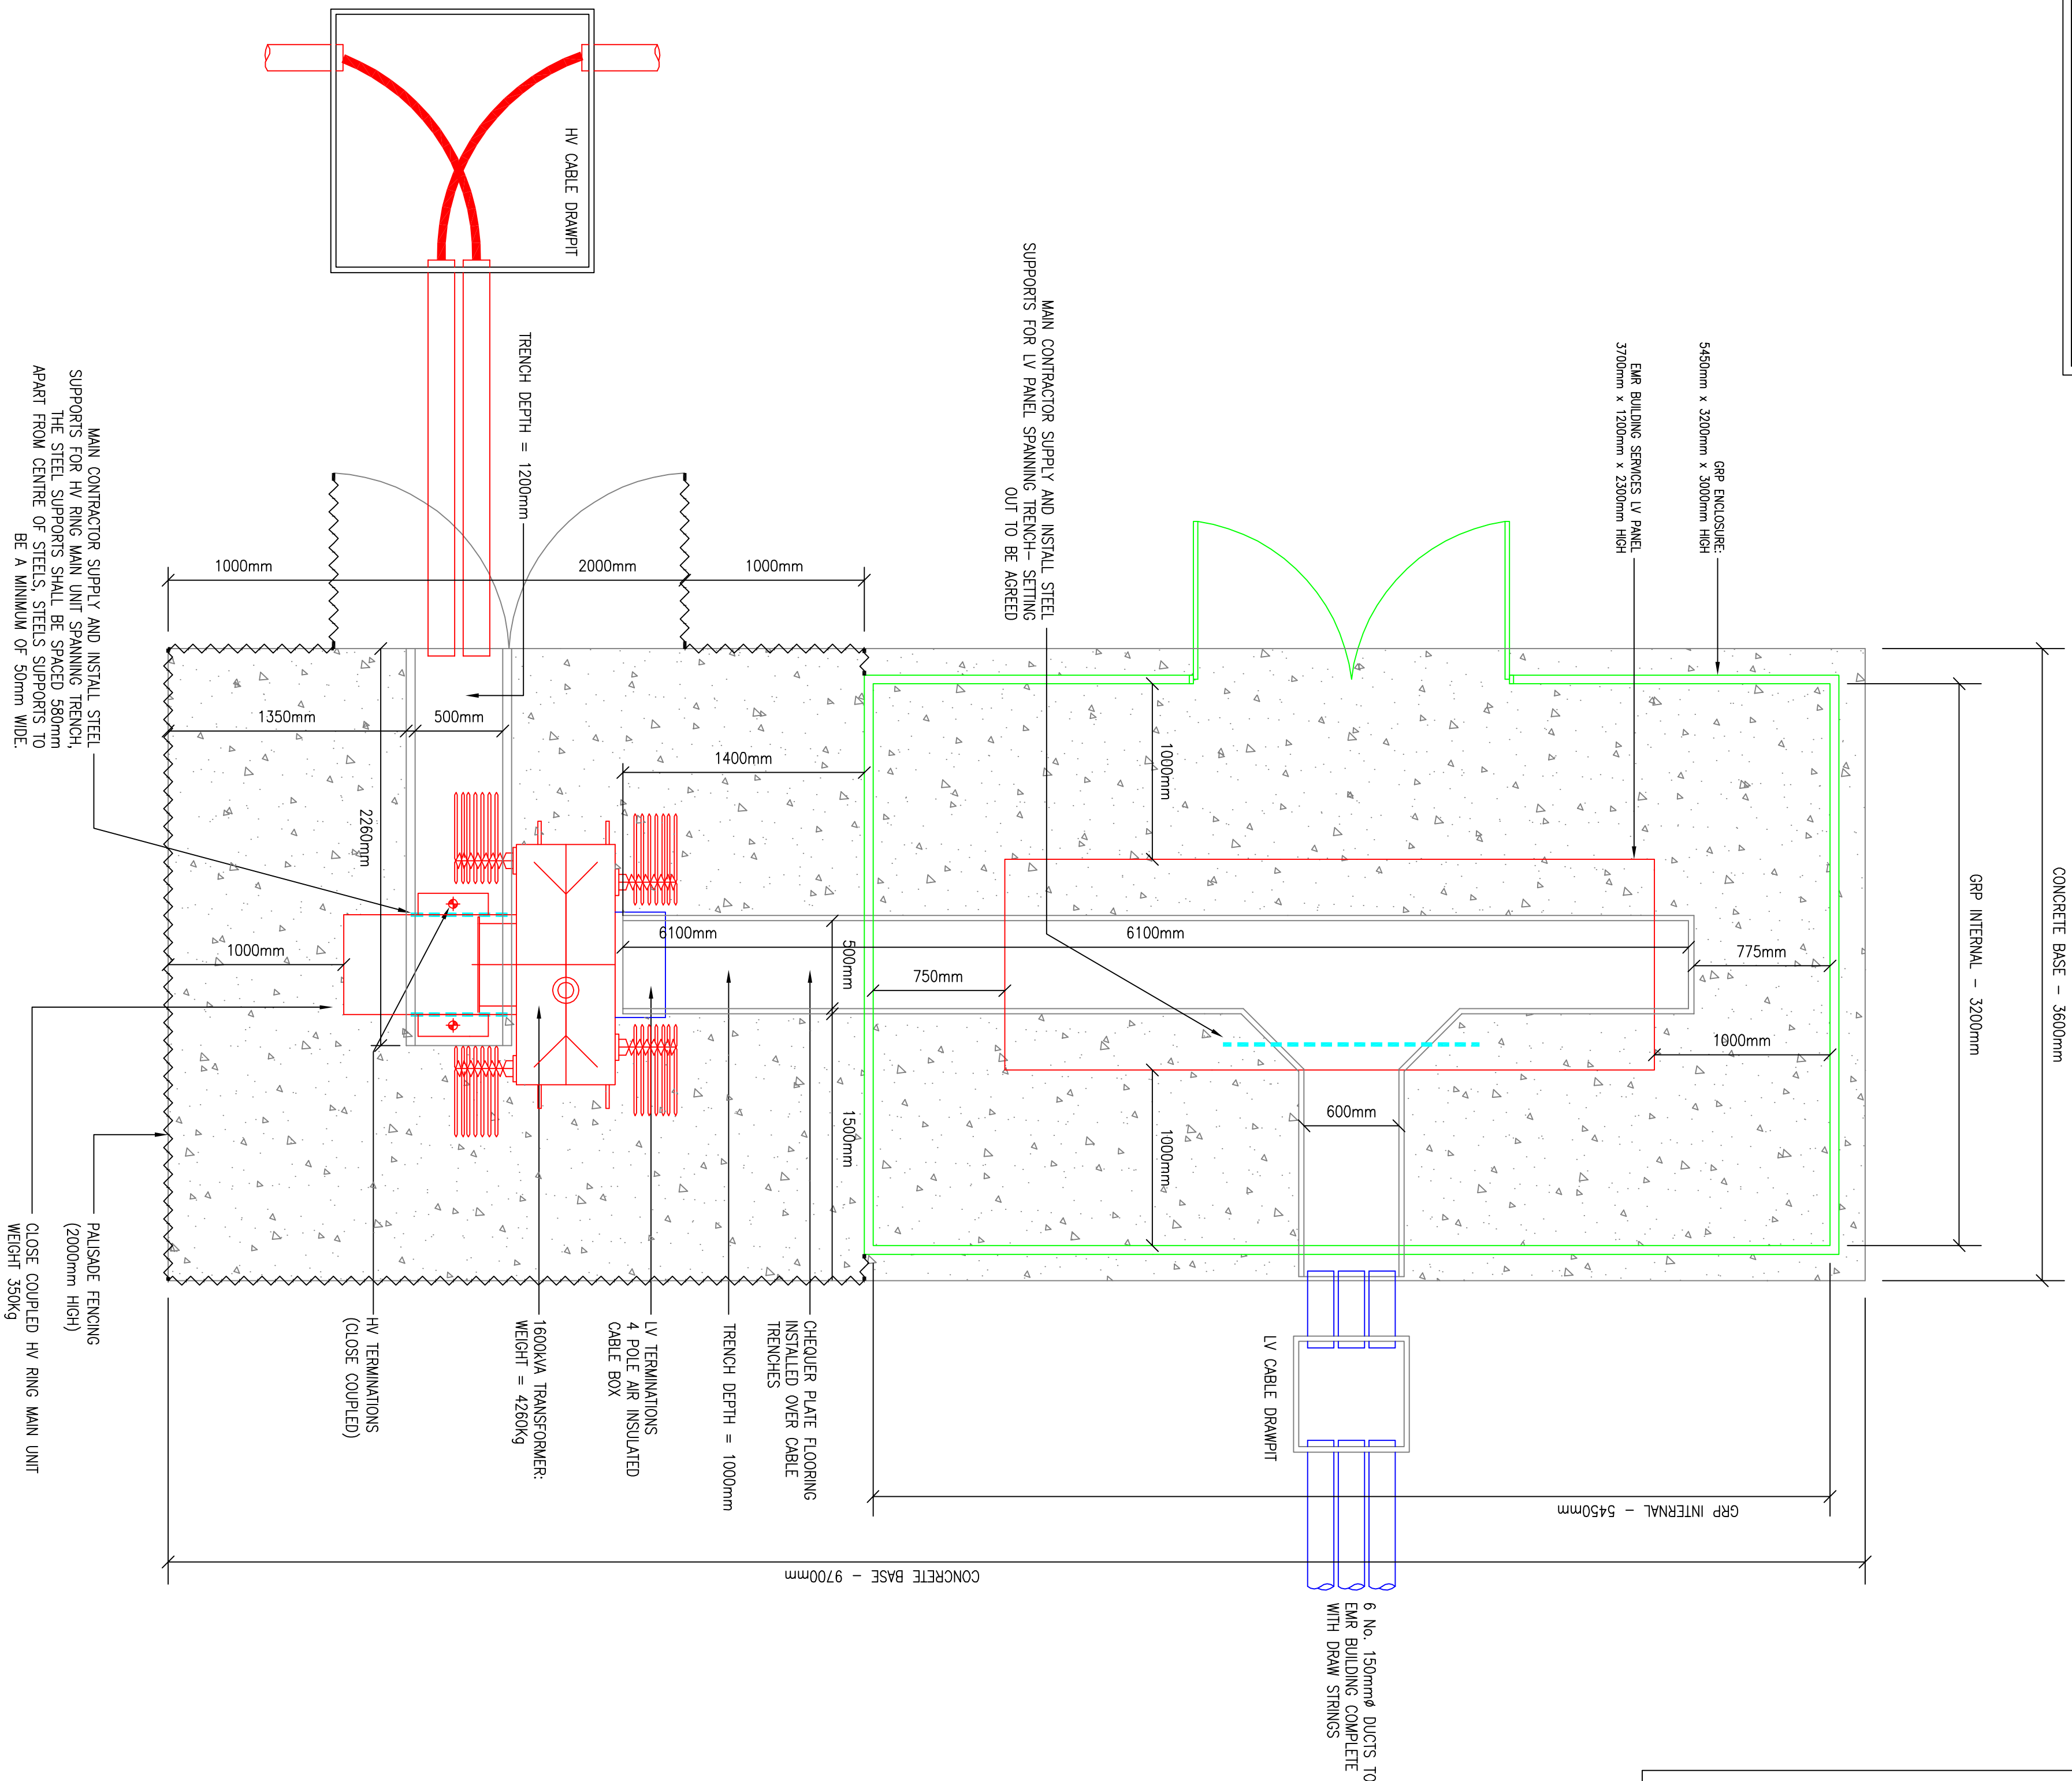 HV CABLE DRAWPIT
TRENCH DEPTH = 1200mm
MAIN CONTRACTOR SUPPLY AND INSTALL STEEL
SUPPORTS FOR HV RING MAIN UNIT SPANNING TRENCH,
THE STEEL SUPPORTS SHALL BE SPACED 580mm
APART FROM CENTRE OF STEELS, STEELS SUPPORTS TO
BE A MINIMUM OF 50mm WIDE.
MAIN CONTRACTOR SUPPLY AND INSTALL STEEL
SUPPORTS FOR LV PANEL SPANNING TRENCH- SETTING
OUT TO BE AGREED
GRP ENCLOSURE:
5450mm x 3200mm x 3000mm HIGH
EMR BUILDING SERVICES LV PANEL
3700mm x 1200mm x 2300mm HIGH
1000mm
2000mm
1000mm
1350mm
500mm
1400mm
2260mm
1000mm
6100mm
500mm
1500mm
750mm
1000mm
6100mm
775mm
1000mm
600mm
1000mm
GRP INTERNAL - 3200mm
CONCRETE BASE - 3600mm
PALISADE FENCING
(2000mm HIGH)
CLOSE COUPLED HV RING MAIN UNIT
WEIGHT 350Kg
HV TERMINATIONS
(CLOSE COUPLED)
1600kVA TRANSFORMER:
WEIGHT = 4260Kg
LV TERMINATIONS
4 POLE AIR INSULATED
CABLE BOX
TRENCH DEPTH = 1000mm
CHEQUER PLATE FLOORING
INSTALLED OVER CABLE
TRENCHES
LV CABLE DRAWPIT
GRP INTERNAL - 5450mm
CONCRETE BASE - 9700mm
6 No. 150mmØ DUCTS TO
EMR BUILDING COMPLETE
WITH DRAW STRINGS